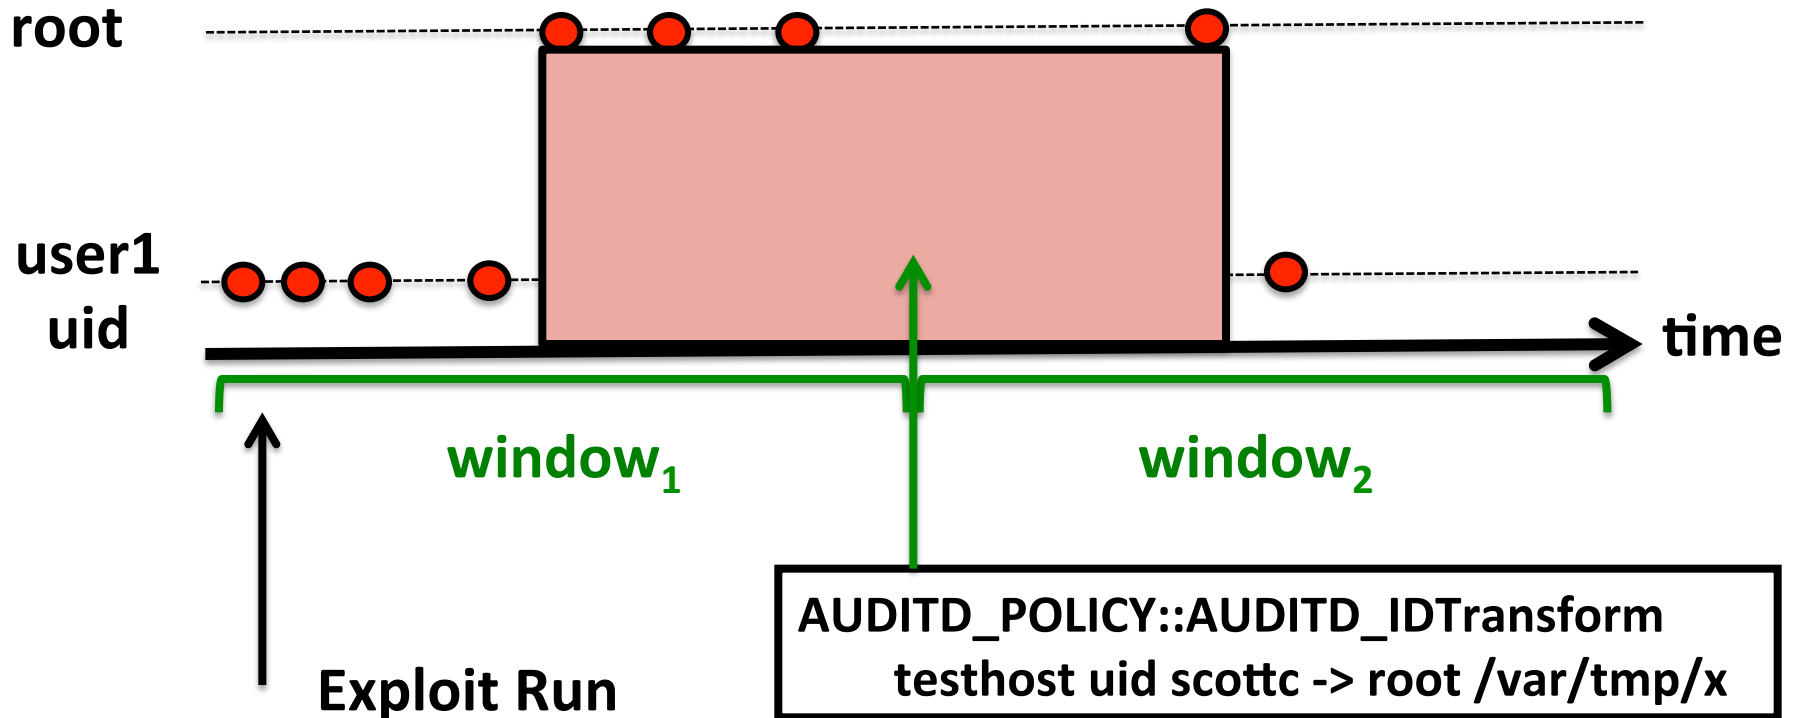 root
user1
uid
time
window1
window2
AUDITD_POLICY::AUDITD_IDTransform
testhost uid scottc -> root /var/tmp/x
Exploit Run